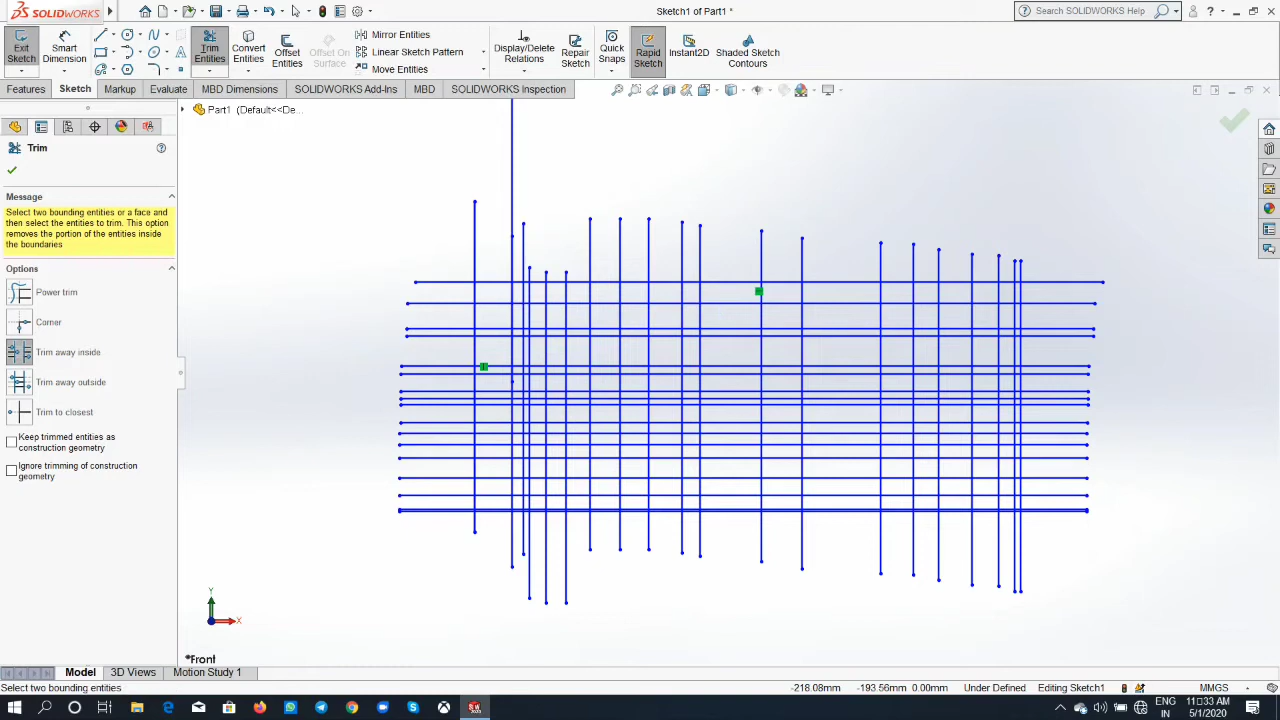 SOLIDWORKS
Sketch1 of Part1 *
Search SOLIDWORKS Help
Exit Sketch
Smart Dimension
Trim Entities
Convert Entities
Offset Entities
Offset On Surface
Mirror Entities
Linear Sketch Pattern
Move Entities
Display/Delete Relations
Repair Sketch
Quick Snaps
Rapid Sketch
Instant2D
Shaded Sketch Contours
Features
Sketch
Markup
Evaluate
MBD Dimensions
SOLIDWORKS Add-Ins
MBD
SOLIDWORKS Inspection
Part1 (Default<<De...
Trim
Message
Select two bounding entities or a face and
then select the entities to trim. This option
removes the portion of the entities inside
the boundaries
Options
Power trim
Corner
Trim away inside
Trim away outside
Trim to closest
Keep trimmed entities as
construction geometry
Ignore trimming of construction
geometry
Y
X
*Front
Model
3D Views
Motion Study 1
Select two bounding entities
-218.08mm
-193.56mm
0.00mm
Under Defined
Editing Sketch1
MMGS
ENG
IN
11:33 AM
5/1/2020